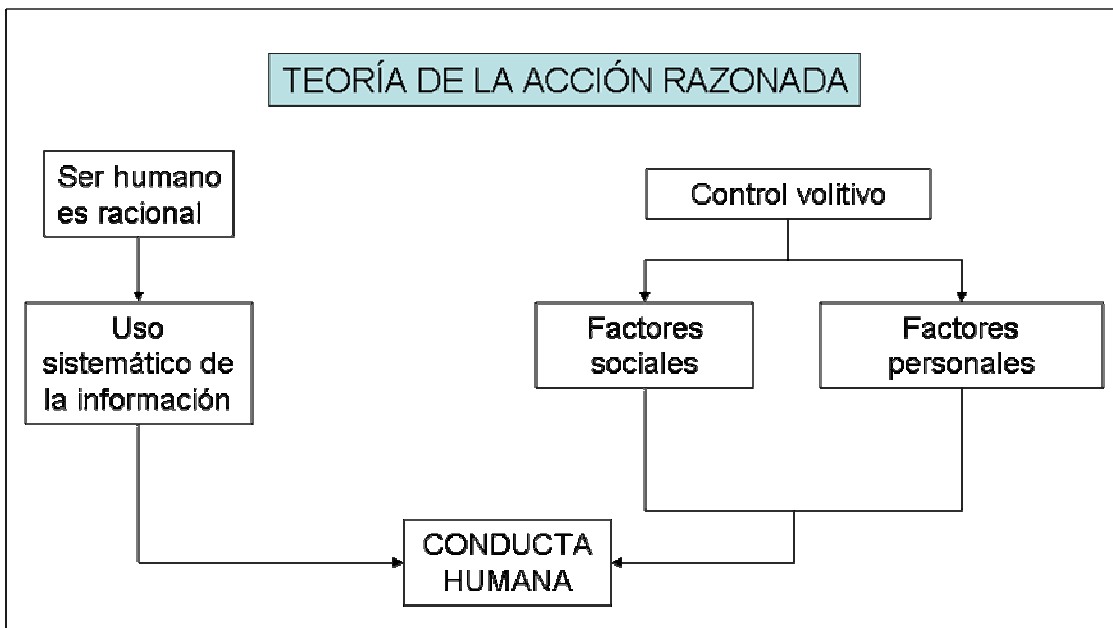 TEORÍA DE LA ACCIÓN RAZONADA
Ser humano
es racional
Control volitivo
Uso
sistemático de
la información
Factores
sociales
Factores
personales
CONDUCTA
HUMANA